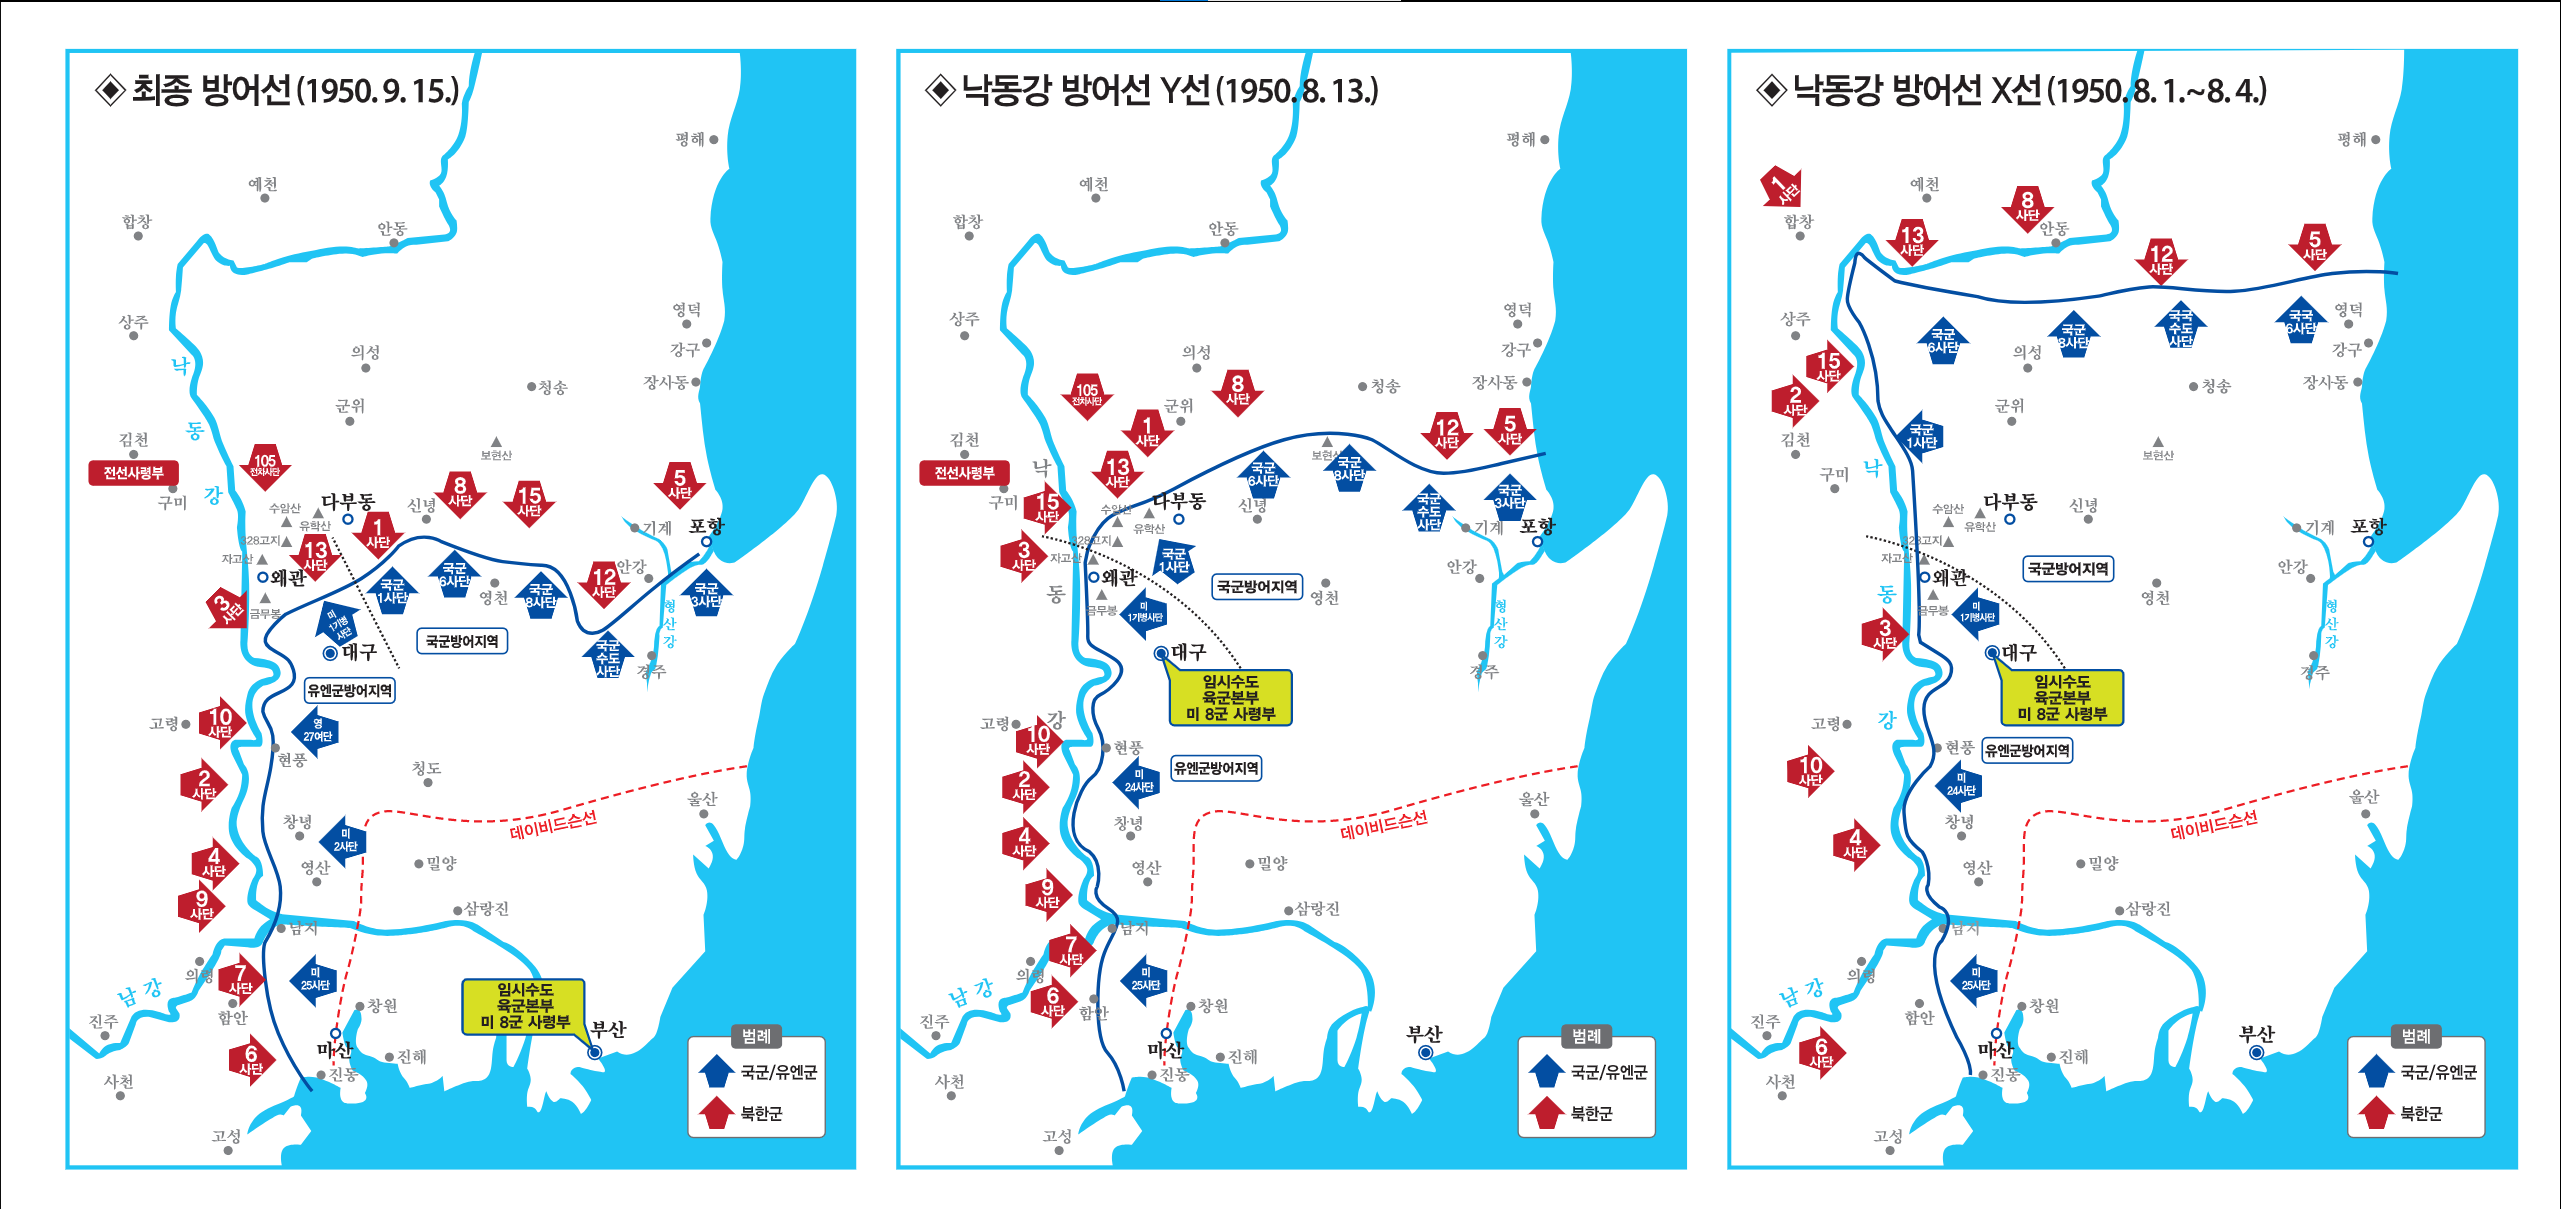 최종 방어선 (1950. 9. 15.)
평해
예천
합창
안동
영덕
상주
강구
의성
낙
장사동
청송
군위
동
김천
보현산
105
전차사단
전선사령부
8
사단
15
사단
5
사단
강
구미
수암산
다부동
신녕
유학산
1
사단
기계
포항
328고지
13
사단
자고산
왜관
안강
12
사단
국군
1사단
국군
6사단
국군
8사단
국군
3사단
영천
3
사단
금무봉
미
1기병
사단
형
산
강
국군방어지역
국군
수도
사단
대구
경주
유엔군방어지역
고령
10
사단
영
27여단
현풍
2
사단
청도
울산
창녕
데이비드슨선
미
2사단
4
사단
영산
밀양
9
사단
삼랑진
남지
의령
7
사단
미
25사단
남강
임시수도
육군본부
미 8군 사령부
창원
함안
진주
부산
마산
6
사단
진해
진동
사천
고성
범례
국군/유엔군
북한군
낙동강 방어선 Y선 (1950. 8. 13.)
평해
예천
합창
안동
영덕
상주
강구
의성
장사동
청송
105
전차사단
8
사단
군위
1
사단
12
사단
5
사단
김천
보현산
낙
전선사령부
13
사단
국군
6사단
국군
8사단
구미
15
사단
수암산
다부동
신녕
국군
수도
사단
국군
3사단
유학산
기계
포항
3
사단
328고지
자고산
국군
1사단
왜관
안강
국군방어지역
동
금무봉
영천
미
1기병사단
형
산
강
대구
경주
임시수도
육군본부
미 8군 사령부
고령
강
10
사단
현풍
유엔군방어지역
2
사단
미
24사단
울산
창녕
데이비드슨선
4
사단
영산
밀양
9
사단
삼랑진
남지
7
사단
의령
미
25사단
남강
6
사단
함안
창원
진주
부산
마산
진해
진동
사천
고성
범례
국군/유엔군
북한군
낙동강 방어선 X선 (1950. 8. 1.~8. 4.)
평해
1
사단
예천
합창
8
사단
13
사단
안동
12
사단
5
사단
상주
국군
6사단
국군
8사단
국국
수도
사단
국국
6사단
영덕
강구
15
사단
의성
장사동
2
사단
청송
군위
김천
국군
1사단
보현산
낙
구미
수암산
다부동
신녕
유학산
기계
포항
328고지
자고산
왜관
국군방어지역
안강
동
금무봉
영천
미
1기병사단
형
산
강
3
사단
대구
경주
임시수도
육군본부
미 8군 사령부
고령
강
현풍
유엔군방어지역
10
사단
미
24사단
울산
창녕
데이비드슨선
4
사단
영산
밀양
삼랑진
남지
의령
미
25사단
남강
창원
함안
진주
부산
마산
6
사단
진해
진동
사천
고성
범례
국군/유엔군
북한군